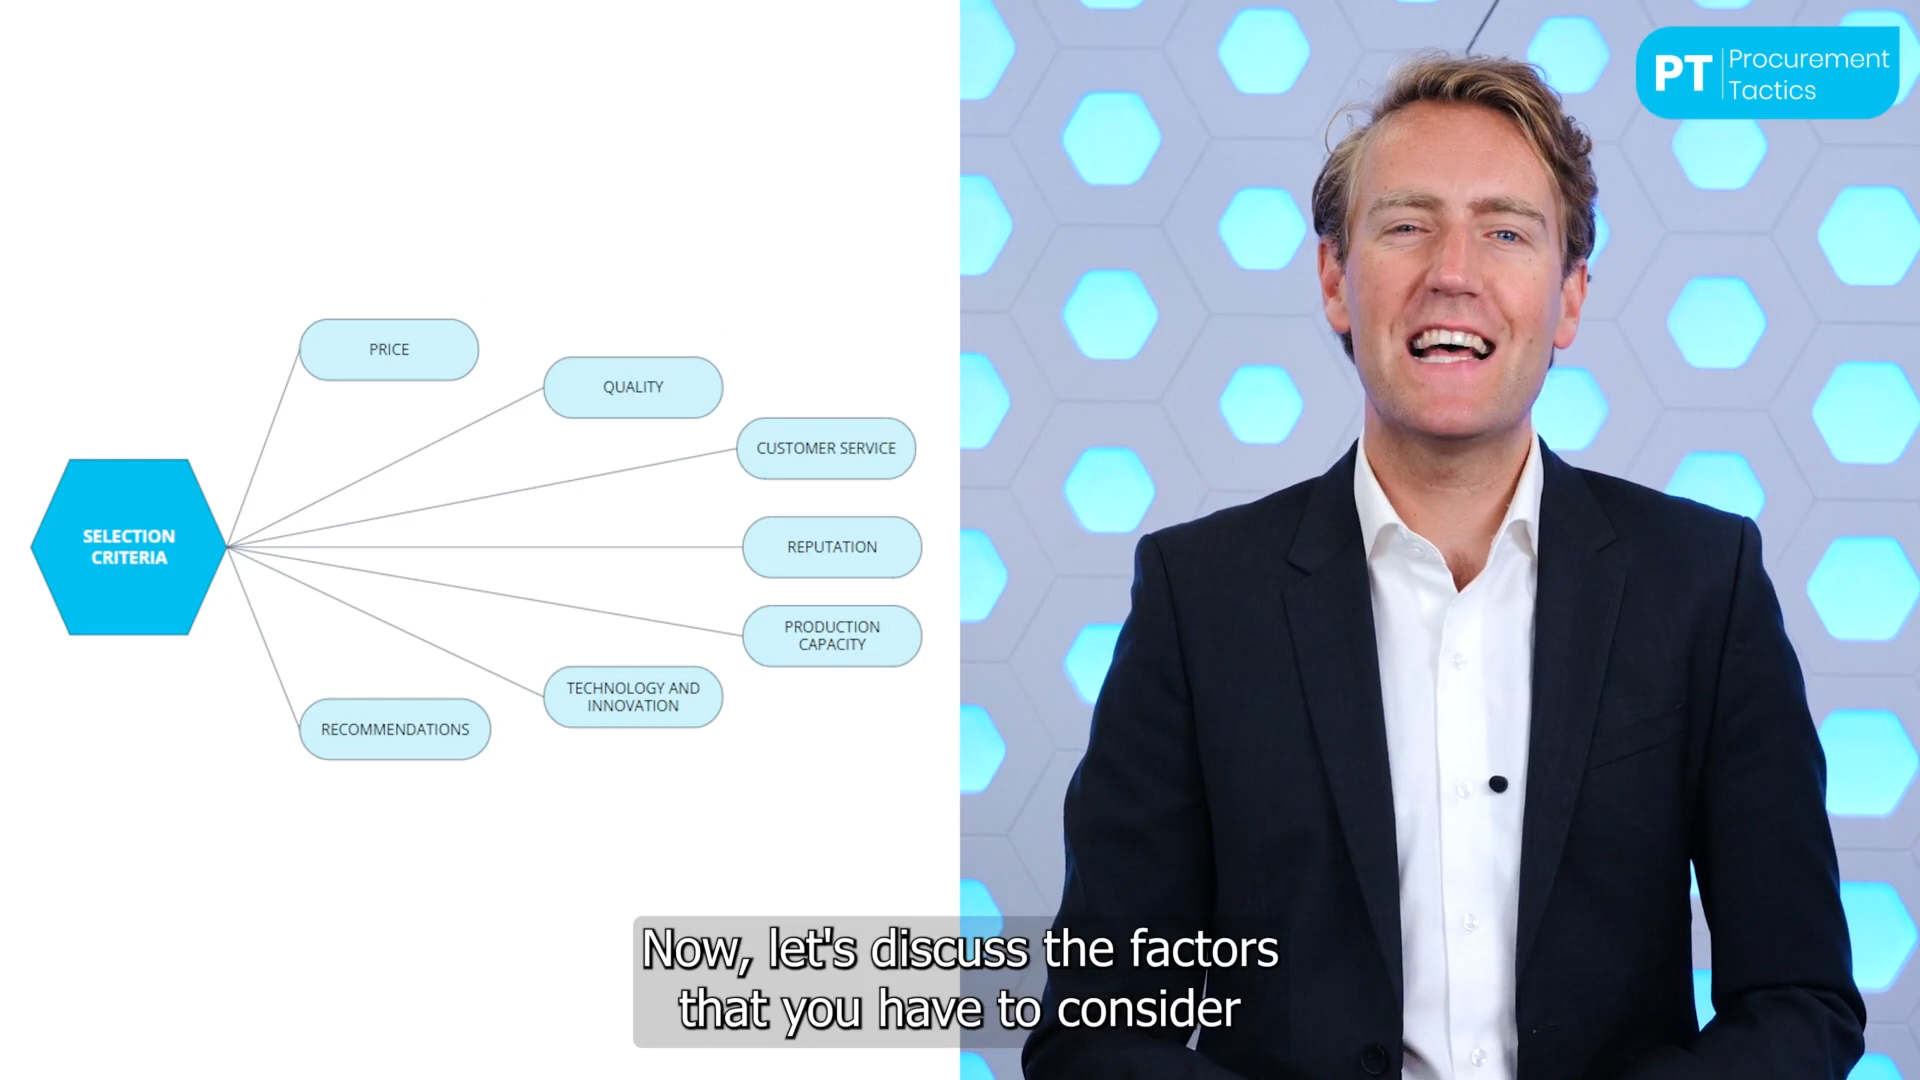 PT
Procurement
Tactics
PRICE
QUALITY
CUSTOMER SERVICE
SELECTION
CRITERIA
REPUTATION
PRODUCTION
CAPACITY
TECHNOLOGY AND
INNOVATION
RECOMMENDATIONS
Now, let's discuss the factors
that you have to consider